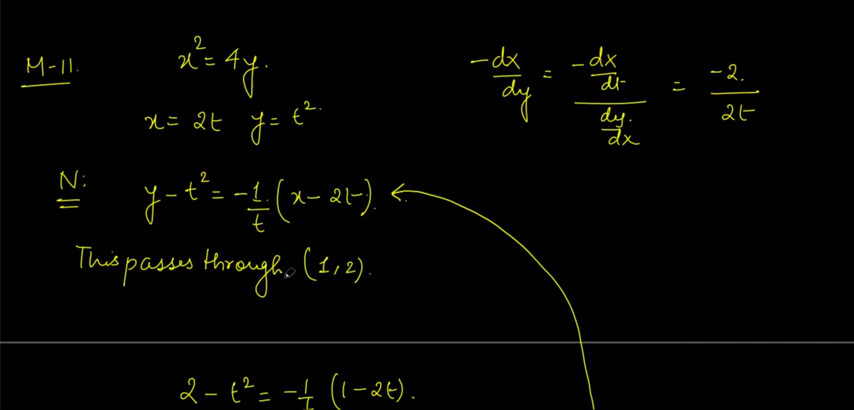 M-II. x² = 4y.
x = 2t y = t².
-dx/dy = (-dx/dt)/(dy/dx) = -2./2t
N: y - t² = -1/t (x - 2t).
This passes through (1, 2).
2 - t² = -1/t (1 - 2t).